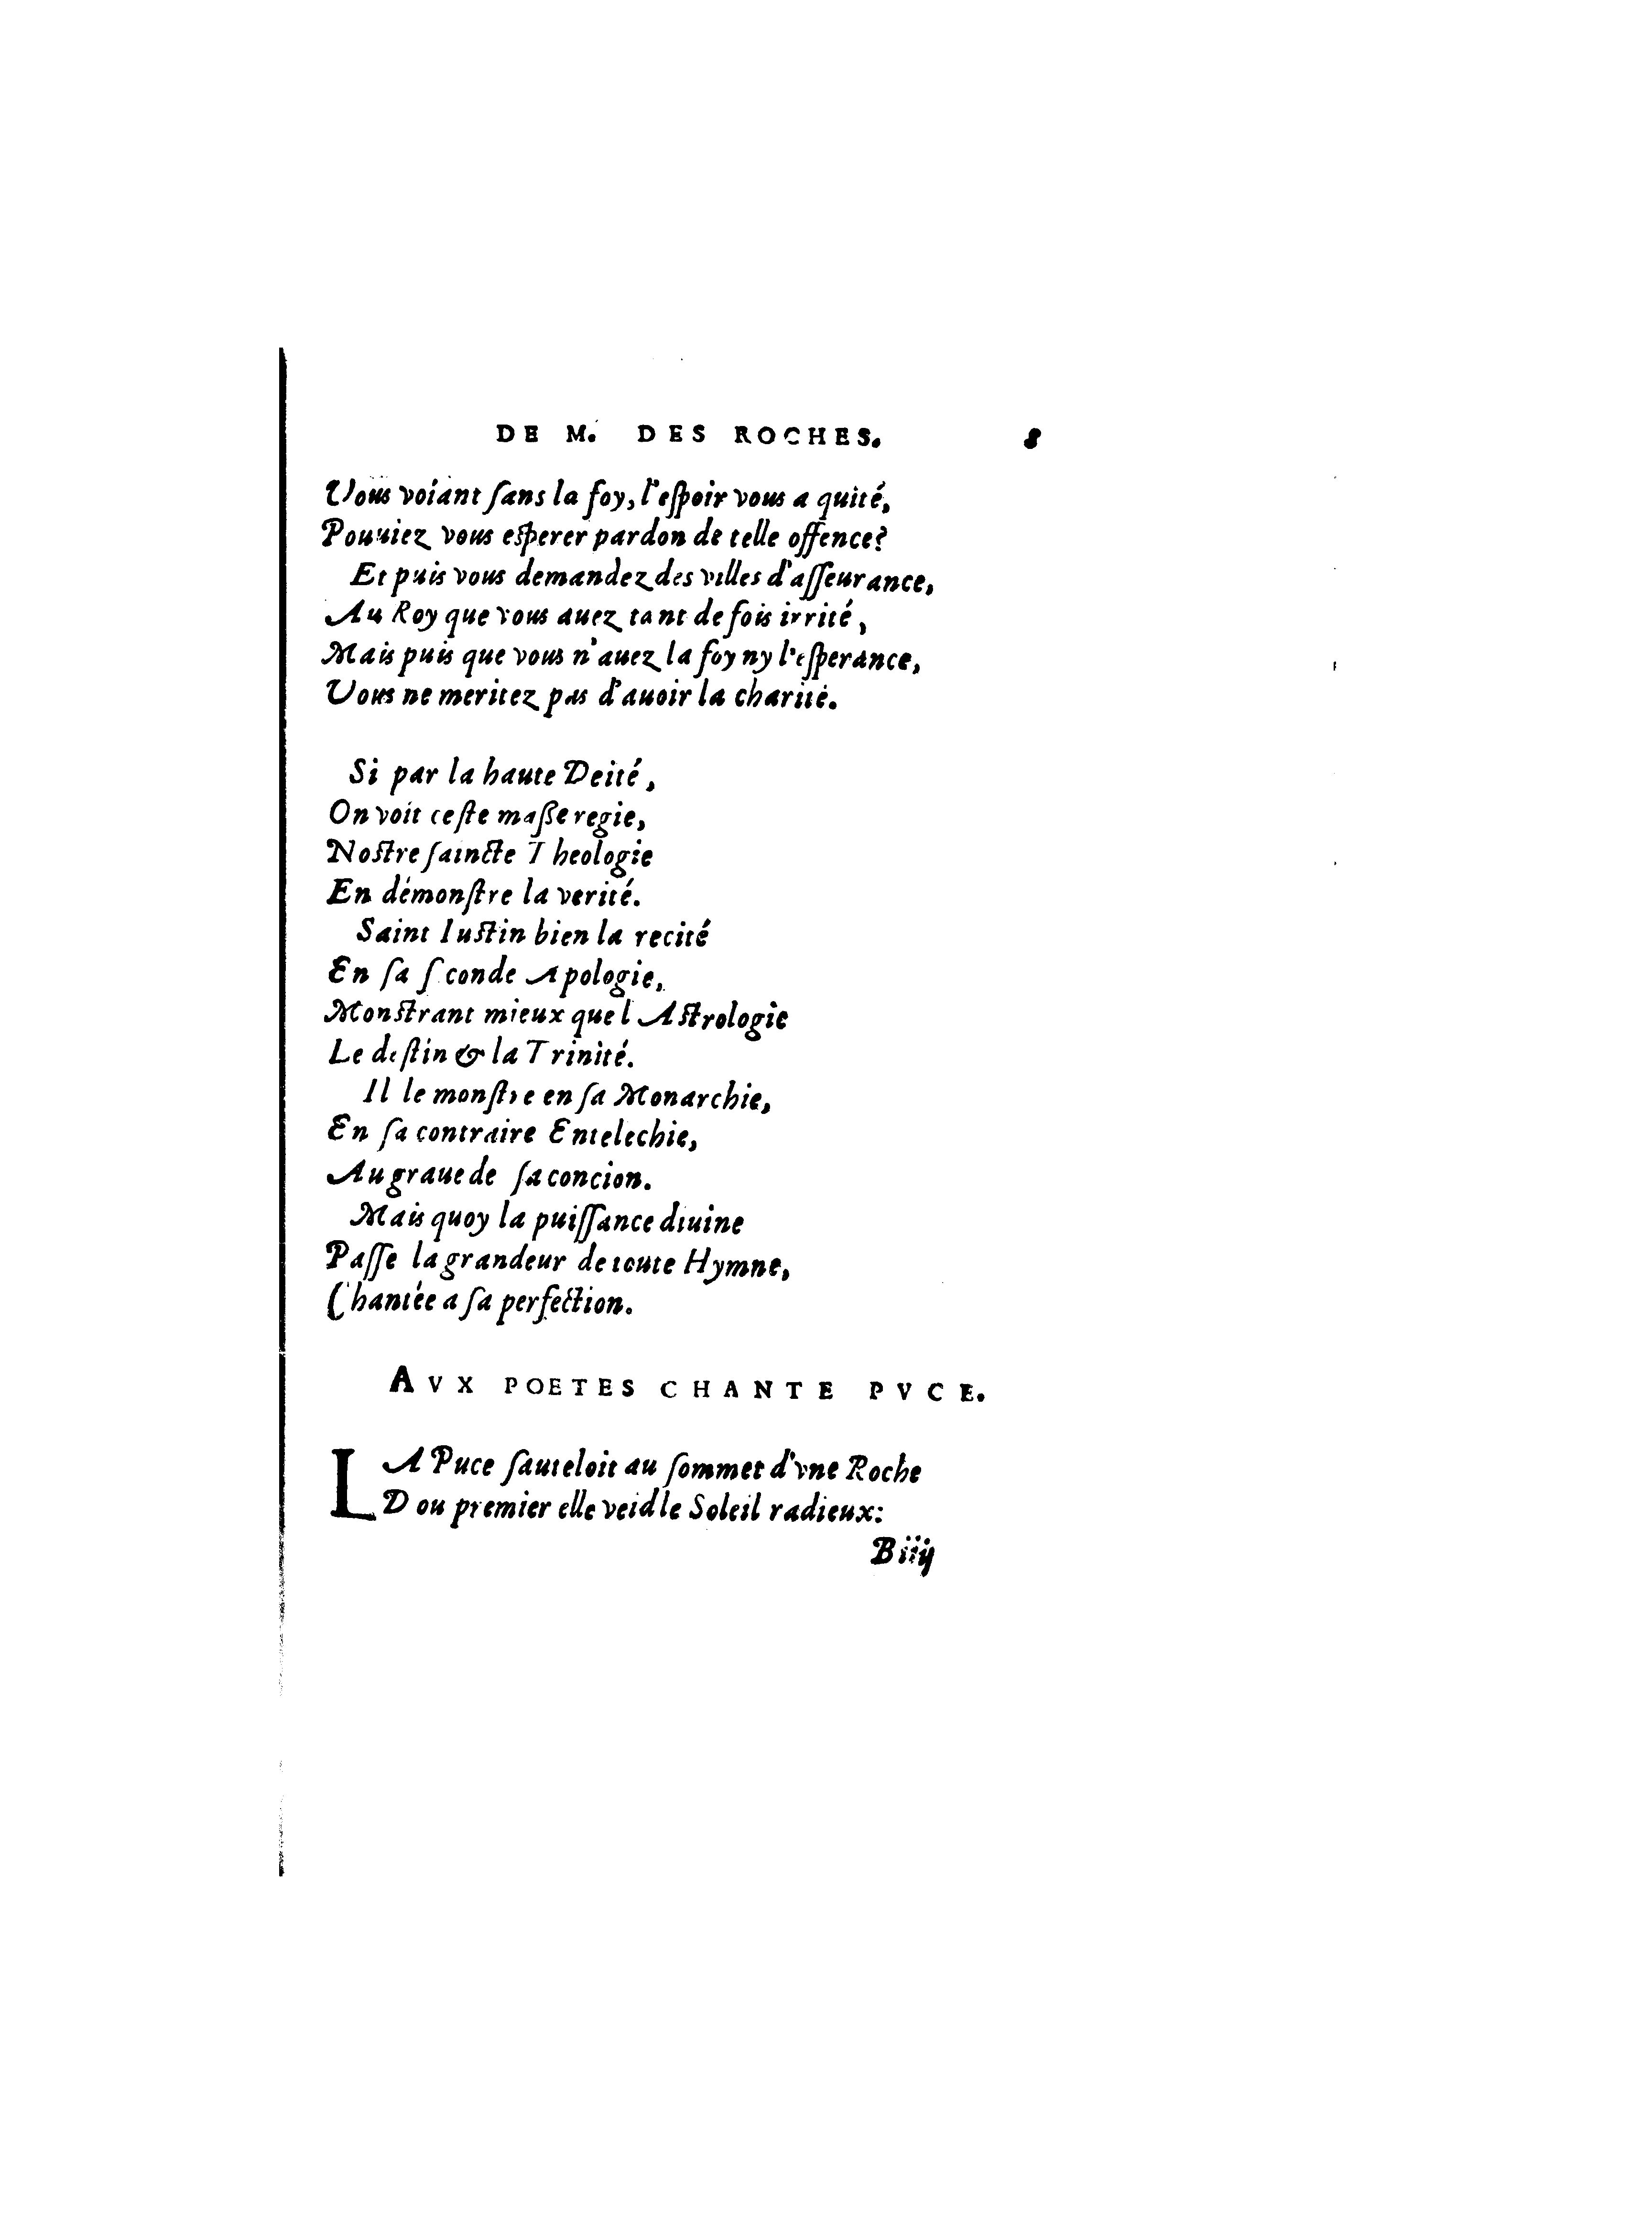 DE M. DES ROCHES. 8
Vous voiant ſans la foy, l'eſpoir vous a quité,
Pouuiez vous eſperer pardon de telle offence?
Et puis vous demandez des villes d'aſſeurance,
Au Roy que vous auez tant de fois irrité,
Mais puis que vous n'auez la foy ny l'eſperance,
Vous ne meritez pas d'auoir la charité.
Si par la haute Deité,
On voit ceſte maſſe regie,
Noſtre ſaincte Theologie
En démonſtre la verité.
Saint Iuſtin bien la recité
En ſa ſconde Apologie,
Monſtrant mieux que l Aſtrologie
Le deſtin & la Trinité.
Il le monſtre en ſa Monarchie,
En ſa contraire Entelechie,
Au graue de ſa concion.
Mais quoy la puiſſance diuine
Paſſe la grandeur de toute Hymne,
Chantée a ſa perfection.
AVX POETES CHANTE PVCE.
LA Puce ſauteloit au ſommet d'vne Roche
D ou premier elle veid le Soleil radieux:
Biiij